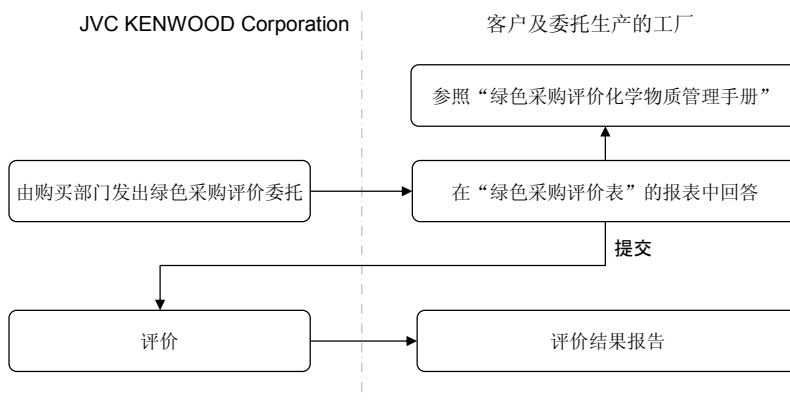 JVC KENWOOD Corporation
客户及委托生产的工厂
参照“绿色采购评价化学物质管理手册”
由购买部门发出绿色采购评价委托
在“绿色采购评价表”的报表中回答
提交
评价
评价结果报告